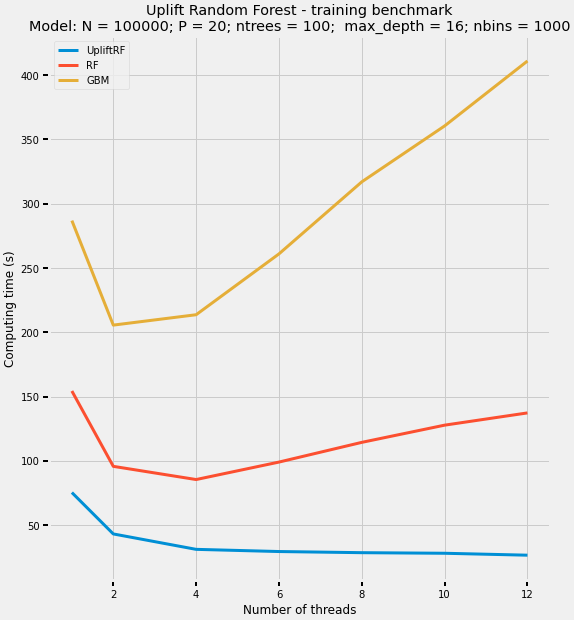 Uplift Random Forest - training benchmark
Model: N = 100000; P = 20; ntrees = 100;  max_depth = 16; nbins = 1000
UpliftRF
RF
GBM
400
350
300
250
200
150
100
50
Computing time (s)
2 4 6 8 10 12
Number of threads